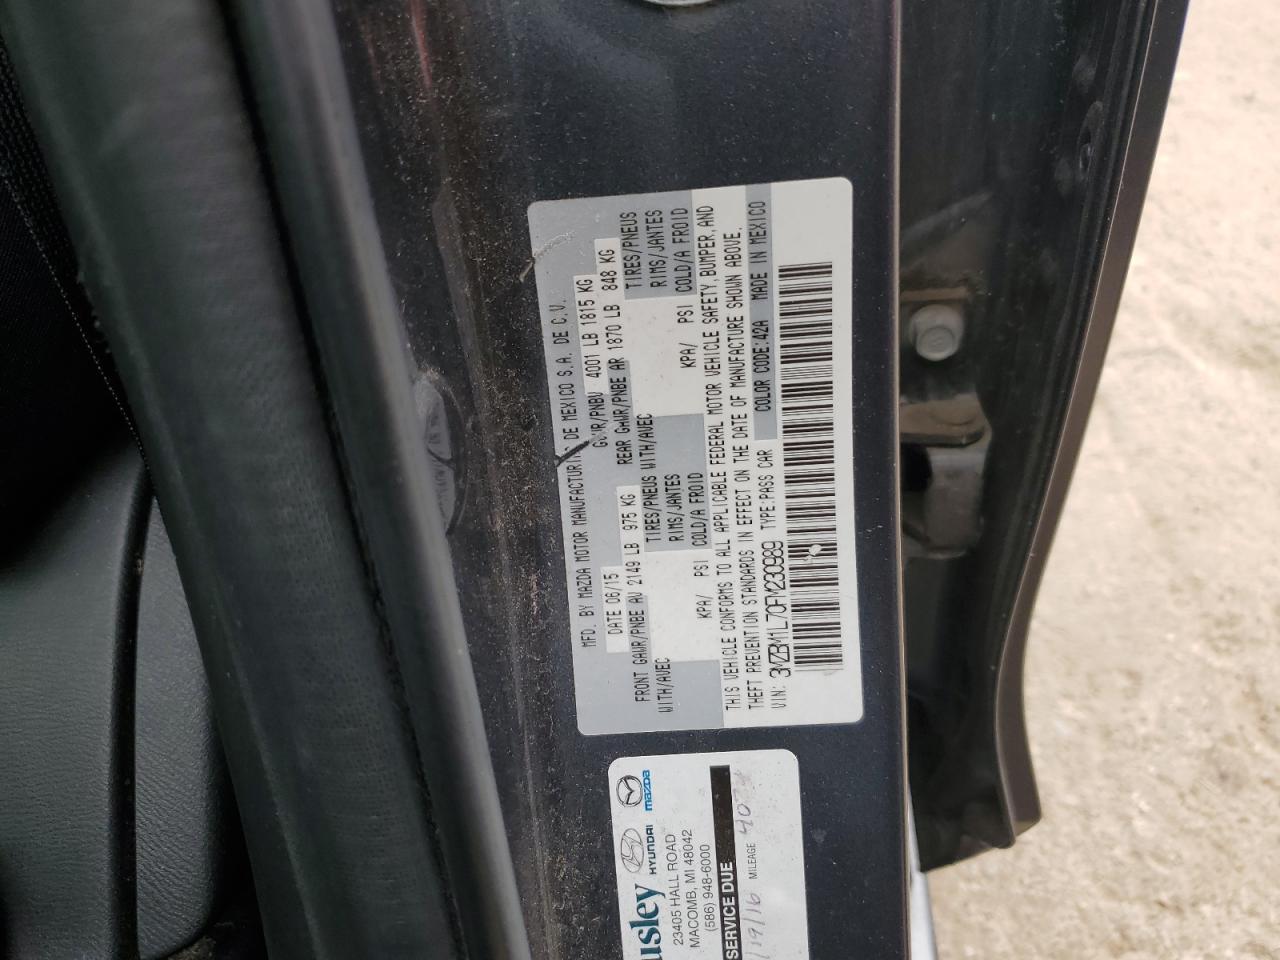 MFD. BY MAZDA MOTOR MANUFACTURING DE MEXICO S.A. DE C.V.
DATE 06/15 GVWR/PNBV 4001 LB 1815 KG
FRONT GAWR/PNBE AV 2149 LB 975 KG REAR GAWR/PNBE AR 1870 LB 848 KG
WITH/AVEC TIRES/PNEUS WITH/AVEC TIRES/PNEUS
RIMS/JANTES RIMS/JANTES
KPA/ PSI COLD/A FROID KPA/ PSI COLD/A FROID
THIS VEHICLE CONFORMS TO ALL APPLICABLE FEDERAL MOTOR VEHICLE SAFETY, BUMPER, AND
THEFT PREVENTION STANDARDS IN EFFECT ON THE DATE OF MANUFACTURE SHOWN ABOVE.
VIN: 3MZBM1L70FM230989 TYPE:PASS CAR COLOR CODE:42A MADE IN MEXICO
usley HYUNDAI mazda
23405 HALL ROAD
MACOMB, MI 48042
(586) 948-6000
SERVICE DUE
/19/16 MILEAGE